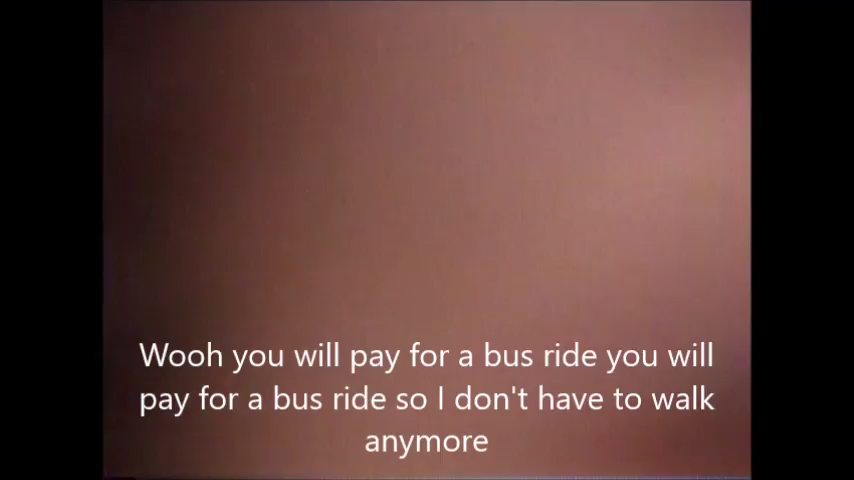 Wooh you will pay for a bus ride you will
pay for a bus ride so I don't have to walk
anymore